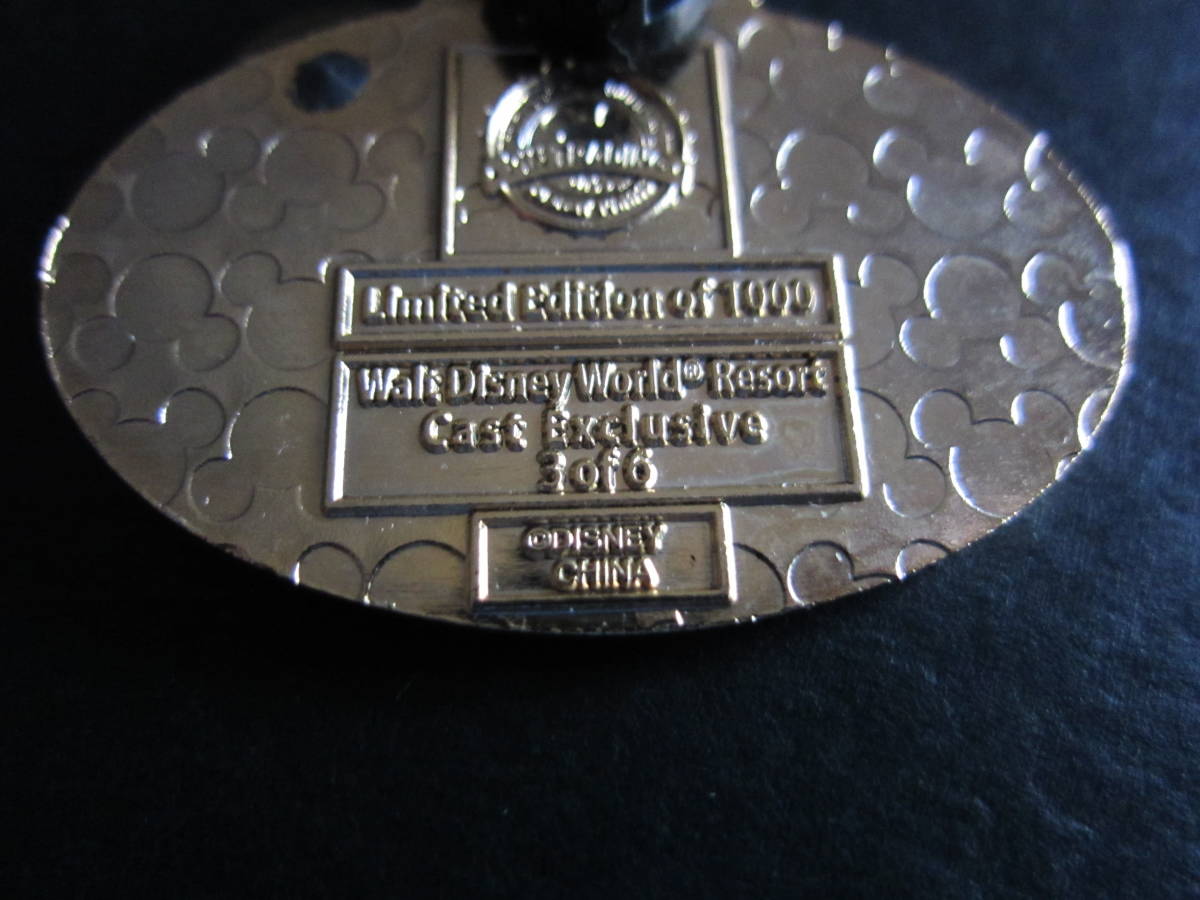 Limited Edition of 1000
Walt Disney World® Resort
Cast Exclusive
3 of 6
©DISNEY
CHINA